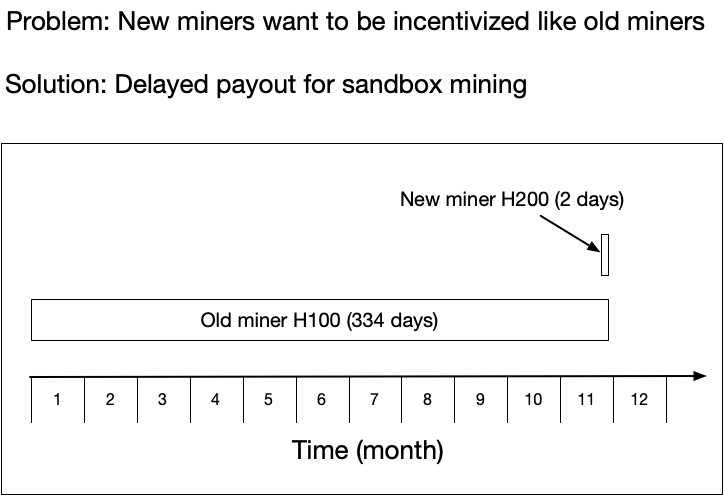 Problem: New miners want to be incentivized like old miners
Solution: Delayed payout for sandbox mining
New miner H200 (2 days)
Old miner H100 (334 days)
1 2 3 4 5 6 7 8 9 10 11 12
Time (month)